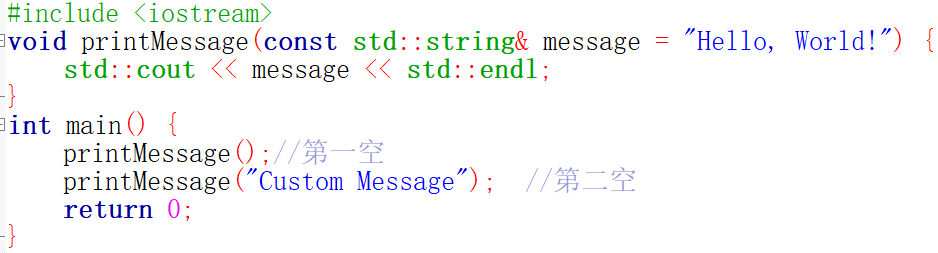 #include <iostream>
void printMessage(const std::string& message = "Hello, World!") {
    std::cout << message << std::endl;
}
int main() {
    printMessage();//第一空
    printMessage("Custom Message");  //第二空
    return 0;
}